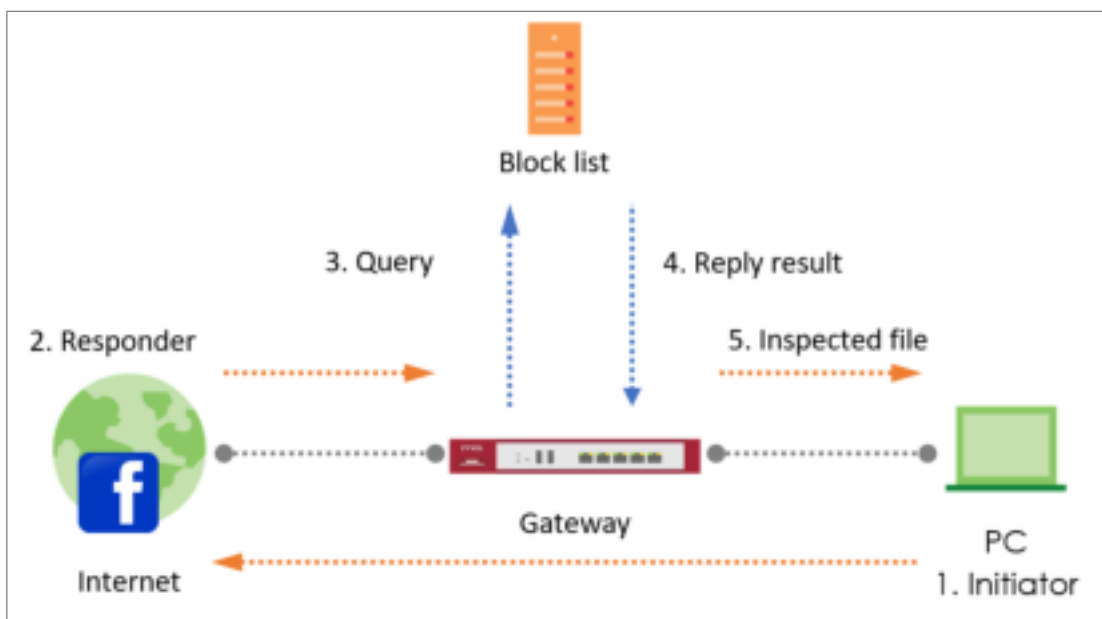 Block list
3. Query
4. Reply result
2. Responder
5. Inspected file
f
Gateway
Internet
PC
1. Initiator